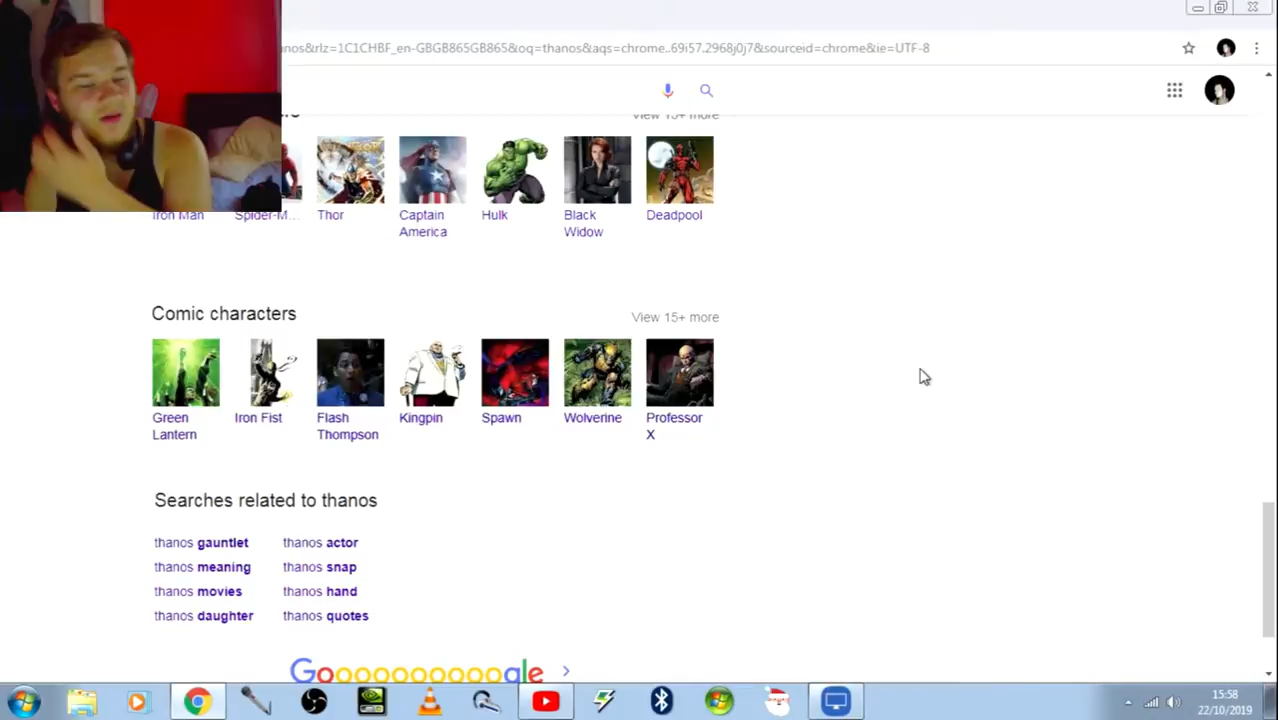 nos&rlz=1C1CHBF_en-GBGB865GB865&oq=thanos&aqs=chrome..69i57.2968j0j7&sourceid=chrome&ie=UTF-8
View 15+ more
Iron Man
Spider-M...
Thor
Captain
America
Hulk
Black
Widow
Deadpool
Comic characters
View 15+ more
Green
Lantern
Iron Fist
Flash
Thompson
Kingpin
Spawn
Wolverine
Professor
X
Searches related to thanos
thanos gauntlet
thanos actor
thanos meaning
thanos snap
thanos movies
thanos hand
thanos daughter
thanos quotes
Goooooooooogle
15:58
22/10/2019